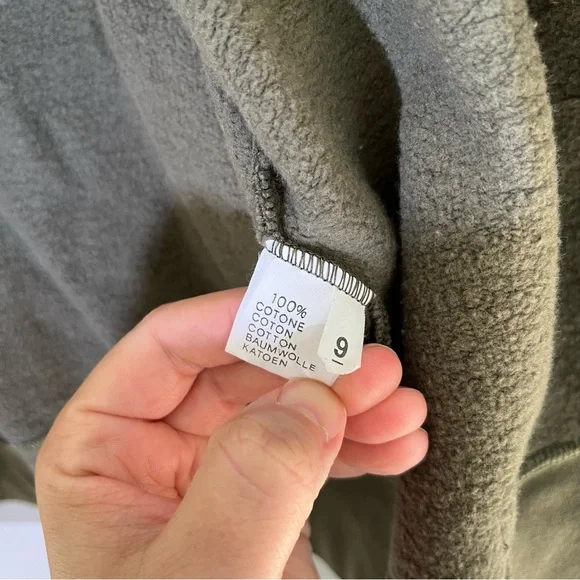 100%
COTONE
COTON
COTTON
BAUMWOLLE
KATOEN
9